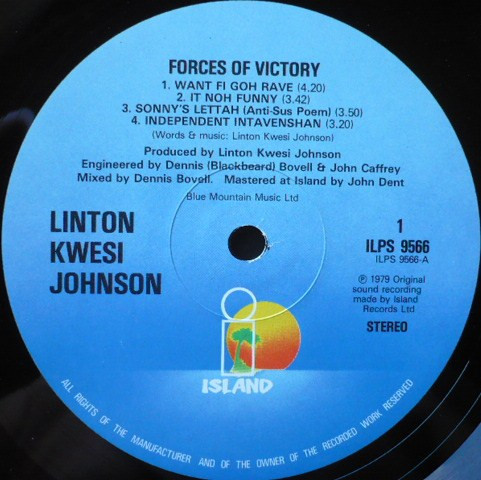 FORCES OF VICTORY
1. WANT FI GOH RAVE (4.20)
2. IT NOH FUNNY (3.42)
3. SONNY'S LETTAH (Anti-Sus Poem) (3.50)
4. INDEPENDENT INTAVENSHAN (3.20)
(Words & music: Linton Kwesi Johnson)
Produced by Linton Kwesi Johnson
Engineered by Dennis (Blackbeard) Bovell & John Caffrey
Mixed by Dennis Bovell. Mastered at Island by John Dent
Blue Mountain Music Ltd
LINTON
KWESI
JOHNSON
1
ILPS 9566
ILPS 9566-A
Ⓟ 1979 Original
sound recording
made by Island
Records Ltd
STEREO
i
ISLAND
ALL RIGHTS OF THE MANUFACTURER AND OF THE OWNER OF THE RECORDED WORK RESERVED